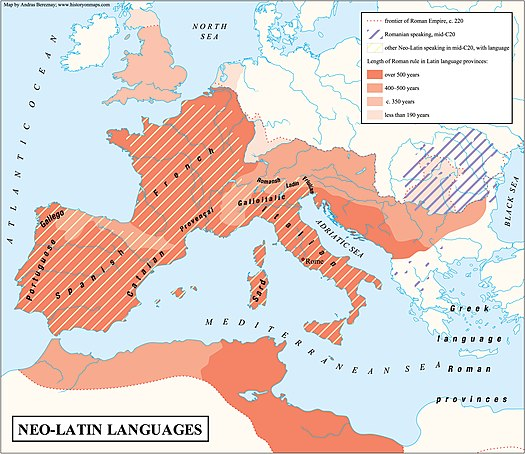 Map by Andras Bereznay; www.historyonmaps.com
NORTH
SEA
frontier of Roman Empire, c. 220
Romanian speaking, mid-C20
other Neo-Latin speaking in mid-C20, with language
Length of Roman rule in Latin language provinces:
over 500 years
400-500 years
c. 350 years
less than 190 years
ATLANTIC OCEAN
French
Romansh
Ladin
Friulian
Galloitalic
Provençal
Italian
Gallego
Portuguese
Spanish
Catalan
ADRIATIC SEA
BLACK SEA
Rome
Sard
MEDITERRANEAN SEA
Greek
language
Roman
provinces
NEO-LATIN LANGUAGES